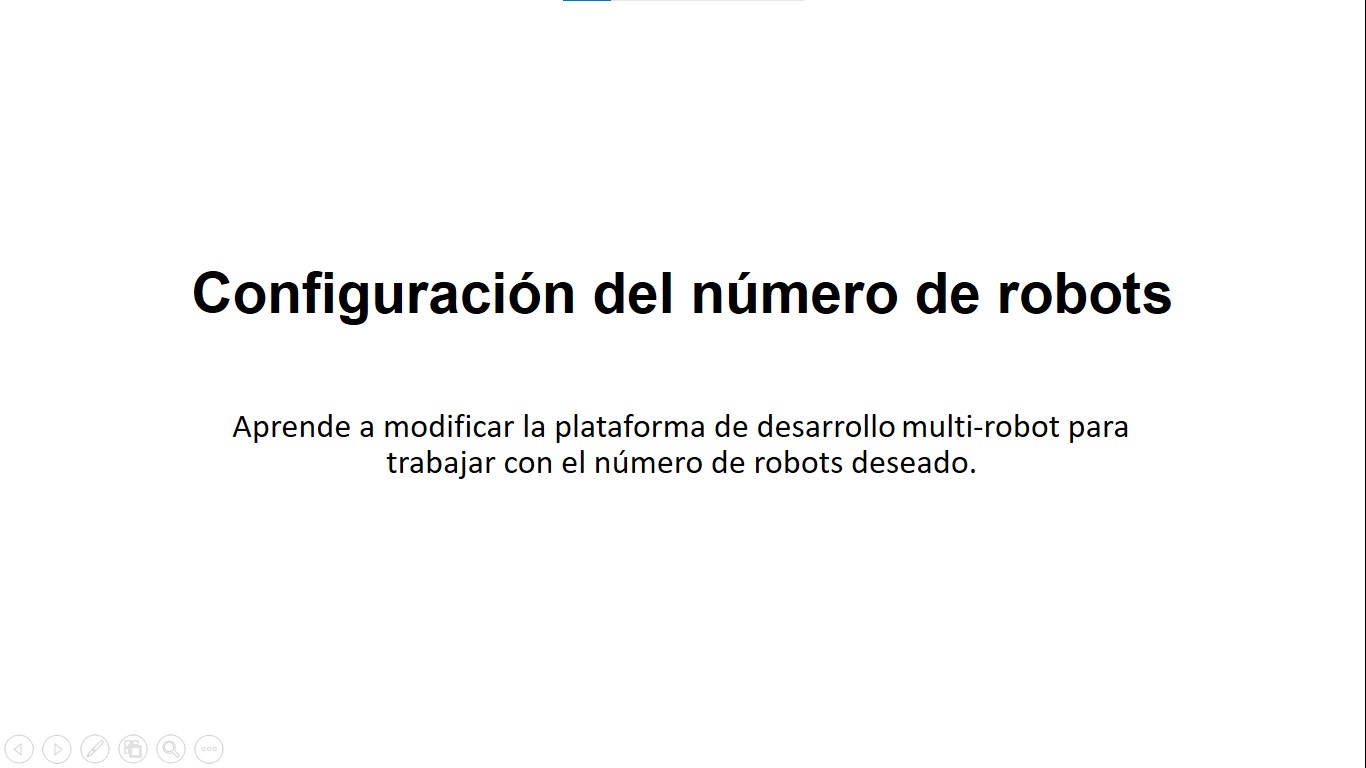 Configuración del número de robots
Aprende a modificar la plataforma de desarrollo multi-robot para
trabajar con el número de robots deseado.